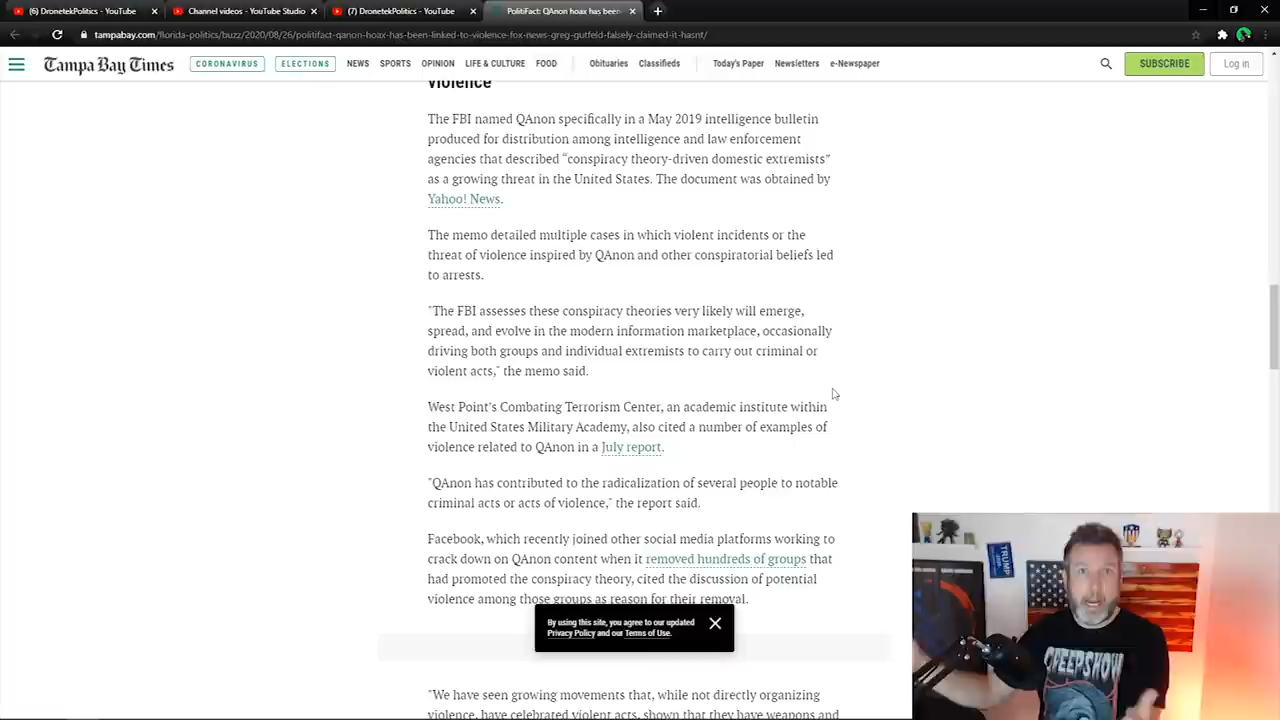 (6) DronetekPolitics - YouTube
Channel videos - YouTube Studio
(7) DronetekPolitics - YouTube
PolitiFact: QAnon hoax has been
tampabay.com/florida-politics/buzz/2020/08/26/politifact-qanon-hoax-has-been-linked-to-violence-fox-news-greg-gutfeld-falsely-claimed-it-hasnt/
Tampa Bay Times
CORONAVIRUS
ELECTIONS
NEWS SPORTS OPINION LIFE & CULTURE FOOD
Obituaries Classifieds
Today's Paper Newsletters e-Newspaper
SUBSCRIBE
Log in
violence
The FBI named QAnon specifically in a May 2019 intelligence bulletin
produced for distribution among intelligence and law enforcement
agencies that described “conspiracy theory-driven domestic extremists”
as a growing threat in the United States. The document was obtained by
Yahoo! News.
The memo detailed multiple cases in which violent incidents or the
threat of violence inspired by QAnon and other conspiratorial beliefs led
to arrests.
"The FBI assesses these conspiracy theories very likely will emerge,
spread, and evolve in the modern information marketplace, occasionally
driving both groups and individual extremists to carry out criminal or
violent acts," the memo said.
West Point's Combating Terrorism Center, an academic institute within
the United States Military Academy, also cited a number of examples of
violence related to QAnon in a July report.
"QAnon has contributed to the radicalization of several people to notable
criminal acts or acts of violence," the report said.
Facebook, which recently joined other social media platforms working to
crack down on QAnon content when it removed hundreds of groups that
had promoted the conspiracy theory, cited the discussion of potential
violence among those groups as reason for their removal.
By using this site, you agree to our updated
Privacy Policy and our Terms of Use.
"We have seen growing movements that, while not directly organizing
violence, have celebrated violent acts, shown that they have weapons and
TRUMP
CREEPSHOW